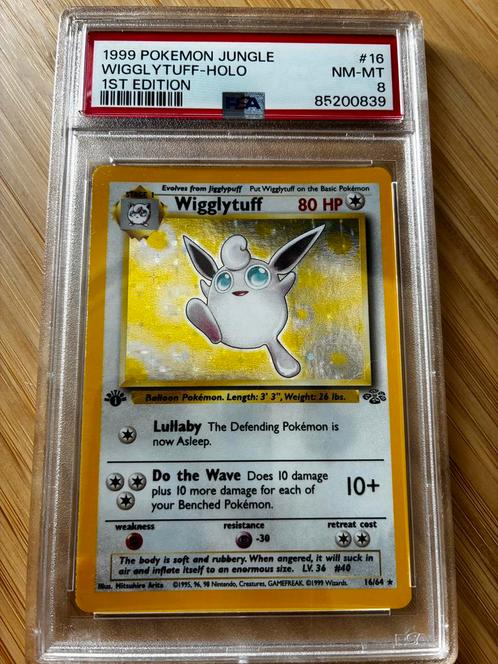 1999 POKEMON JUNGLE #16
WIGGLYTUFF-HOLO NM-MT
1ST EDITION 8
PSA 85200839
STAGE 1 Evolves from Jigglypuff Put Wigglytuff on the Basic Pokémon
Wigglytuff 80 HP
Balloon Pokémon. Length: 3' 3", Weight: 26 lbs.
Lullaby The Defending Pokémon is
now Asleep.
Do the Wave Does 10 damage
plus 10 more damage for each of
your Benched Pokémon.
10+
weakness resistance retreat cost
-30
The body is soft and rubbery. When angered, it will suck in
air and inflate itself to an enormous size. LV. 36 #40
Illus. Mitsuhiro Arita ©1995, 96, 98 Nintendo, Creatures, GAMEFREAK. ©1999 Wizards. 16/64 ★
PSA